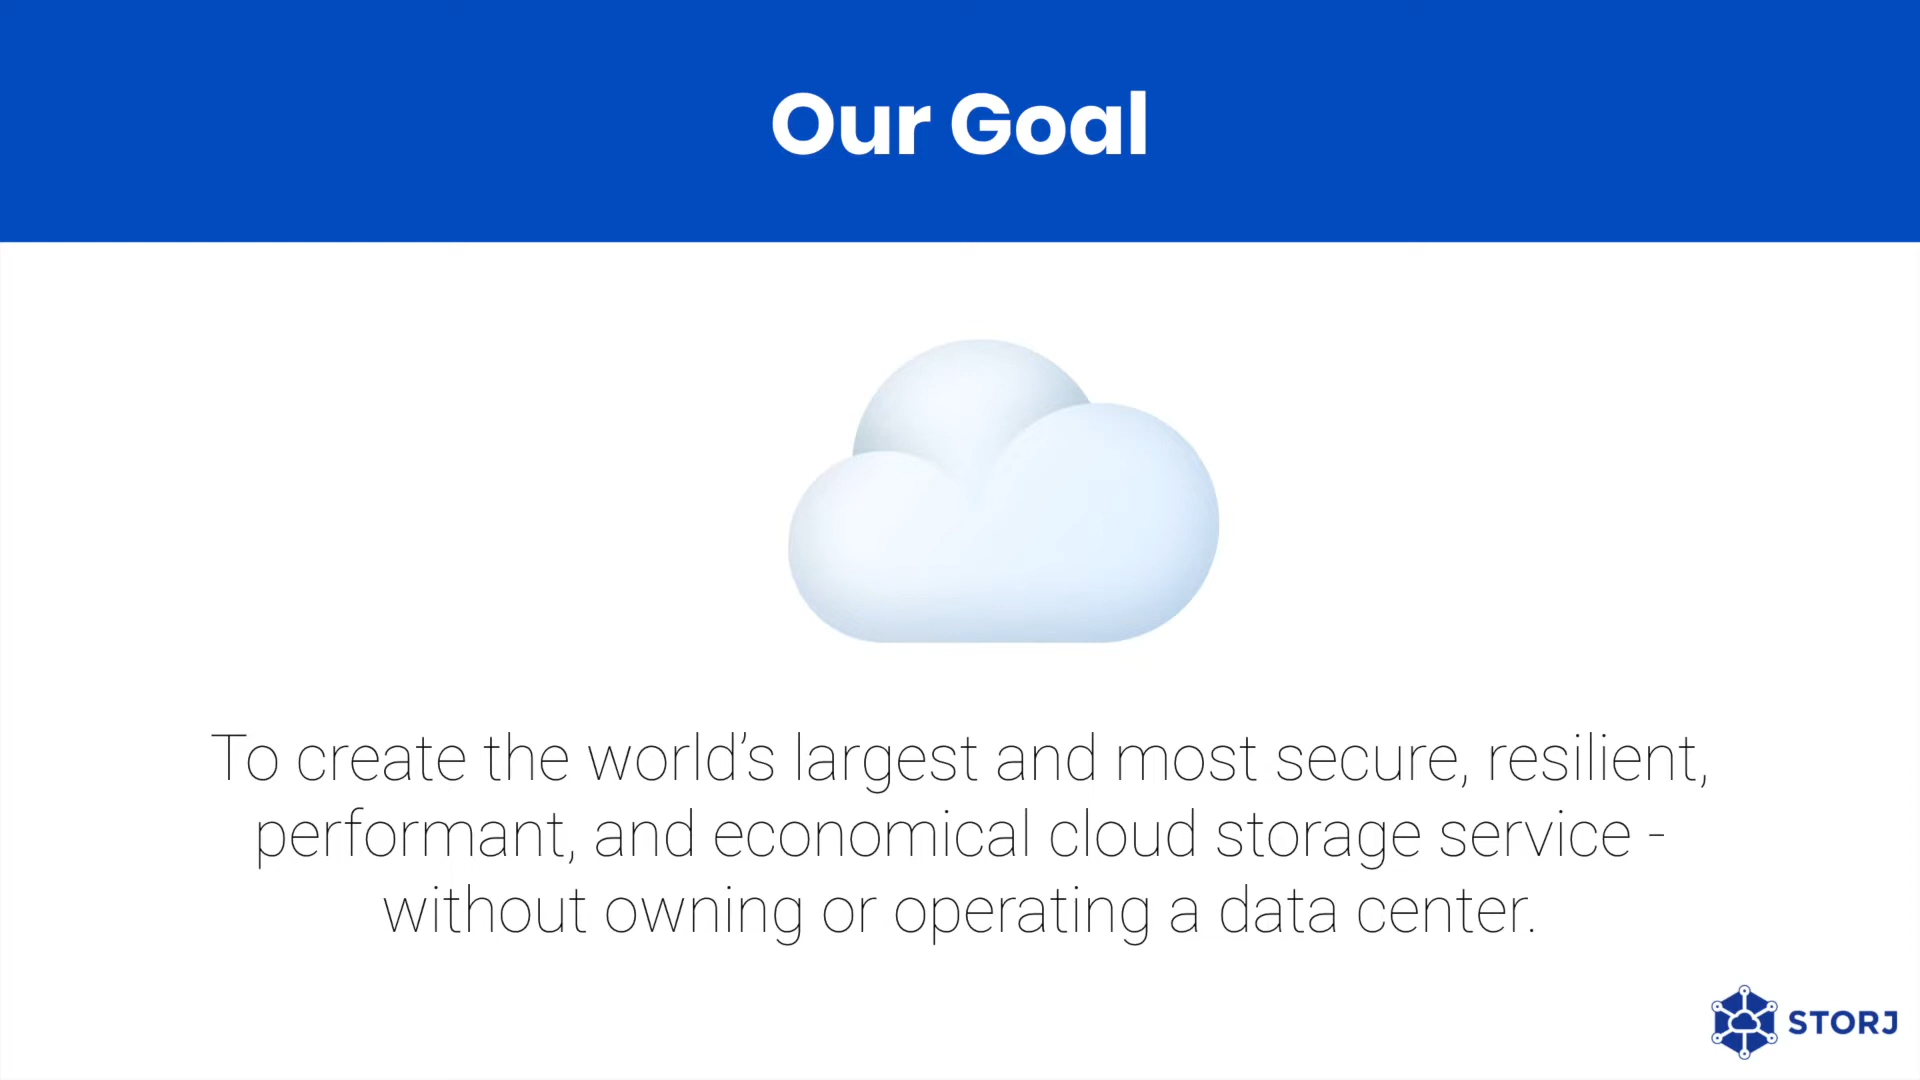 Our Goal
To create the world’s largest and most secure, resilient,
performant, and economical cloud storage service -
without owning or operating a data center.
STORJ